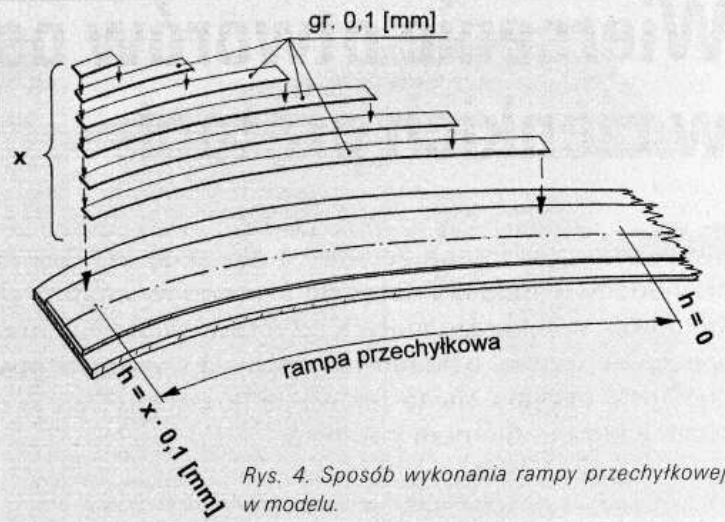 gr. 0,1 [mm]
x
rampa przechyłkowa
h = 0
h = x · 0,1 [mm]
Rys. 4. Sposób wykonania rampy przechyłkowej
w modelu.